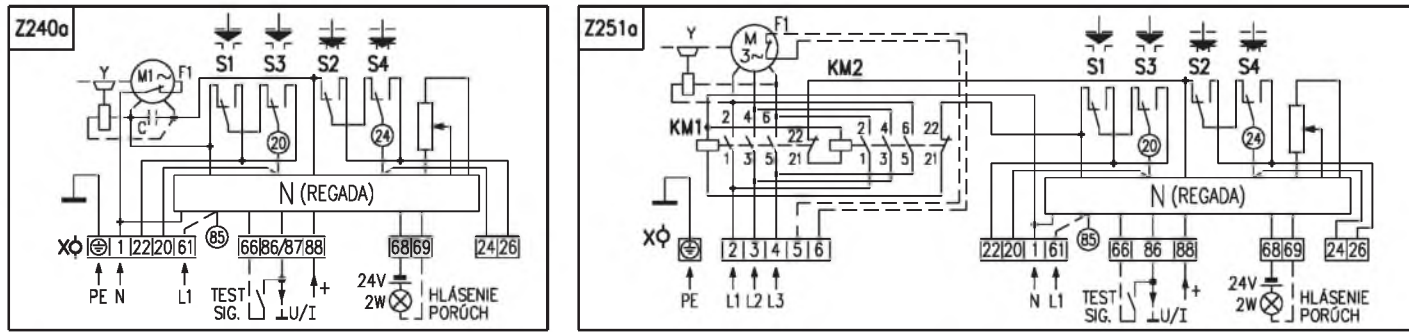 Z240a
Y M1 ~ F1 S1 S3 S2 S4
C
20 24
N (REGADA)
X 1 22 20 61 85 66 86/87 88 68 69 24 26
PE N L1
TEST
SIG.
⊥U/I
+
24V
2W
HLÁSENIE
PORÚCH
Z251a
Y M
3~
F1
KM2
S1 S3 S2 S4
KM1
2 4 6 22 2 4 6 22
1 3 5 21 1 3 5 21
20 24
N (REGADA)
X 2 3 4 5 6 22 20 1 61 85 66 86 88 68 69 24 26
PE L1 L2 L3 N L1
TEST
SIG.
⊥U/I
+
24V
2W
HLÁSENIE
PORÚCH